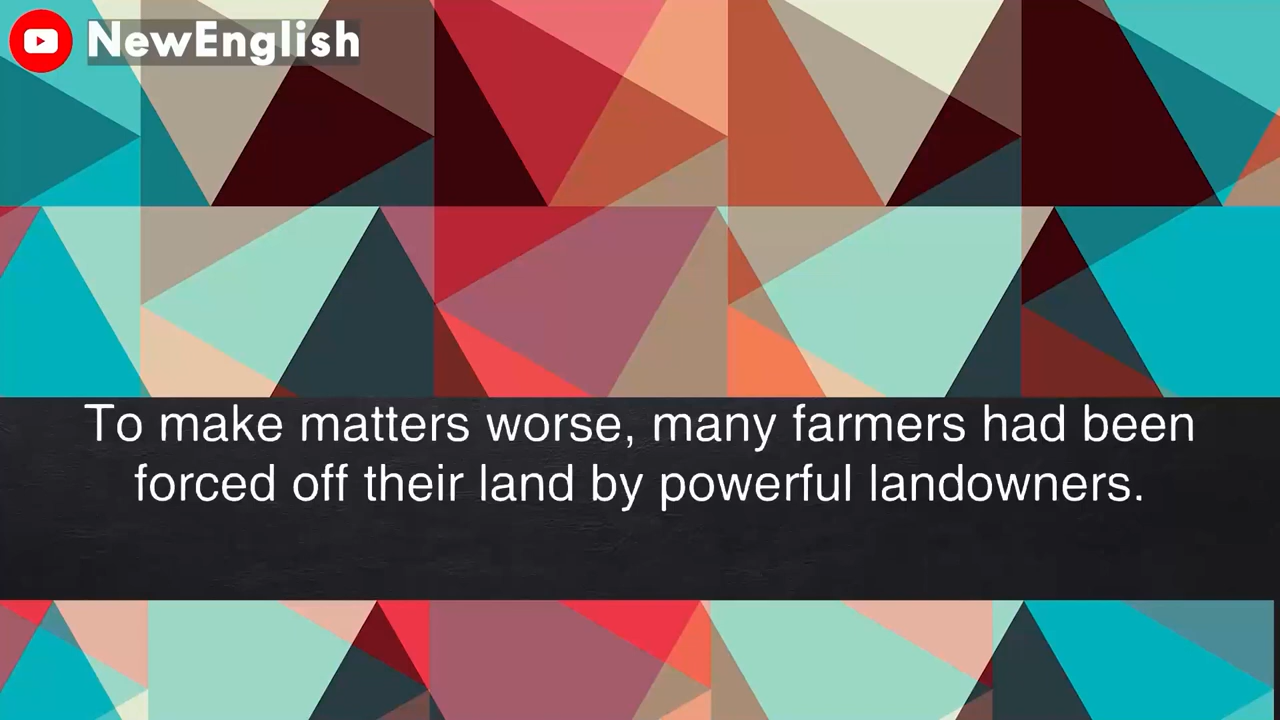 NewEnglish
To make matters worse, many farmers had been
forced off their land by powerful landowners.